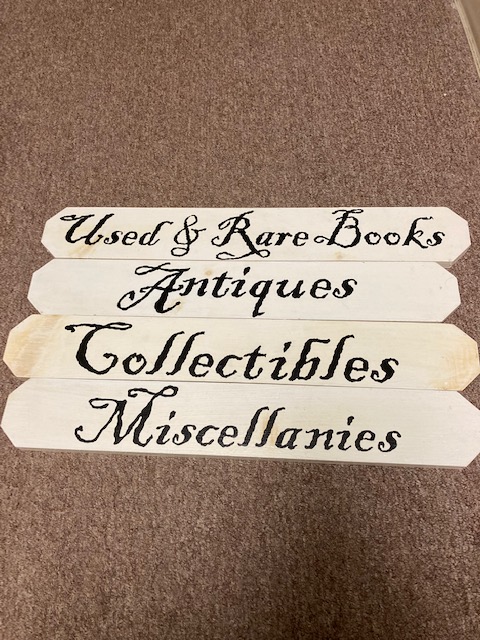 Used & Rare Books
Antiques
Collectibles
Miscellanies